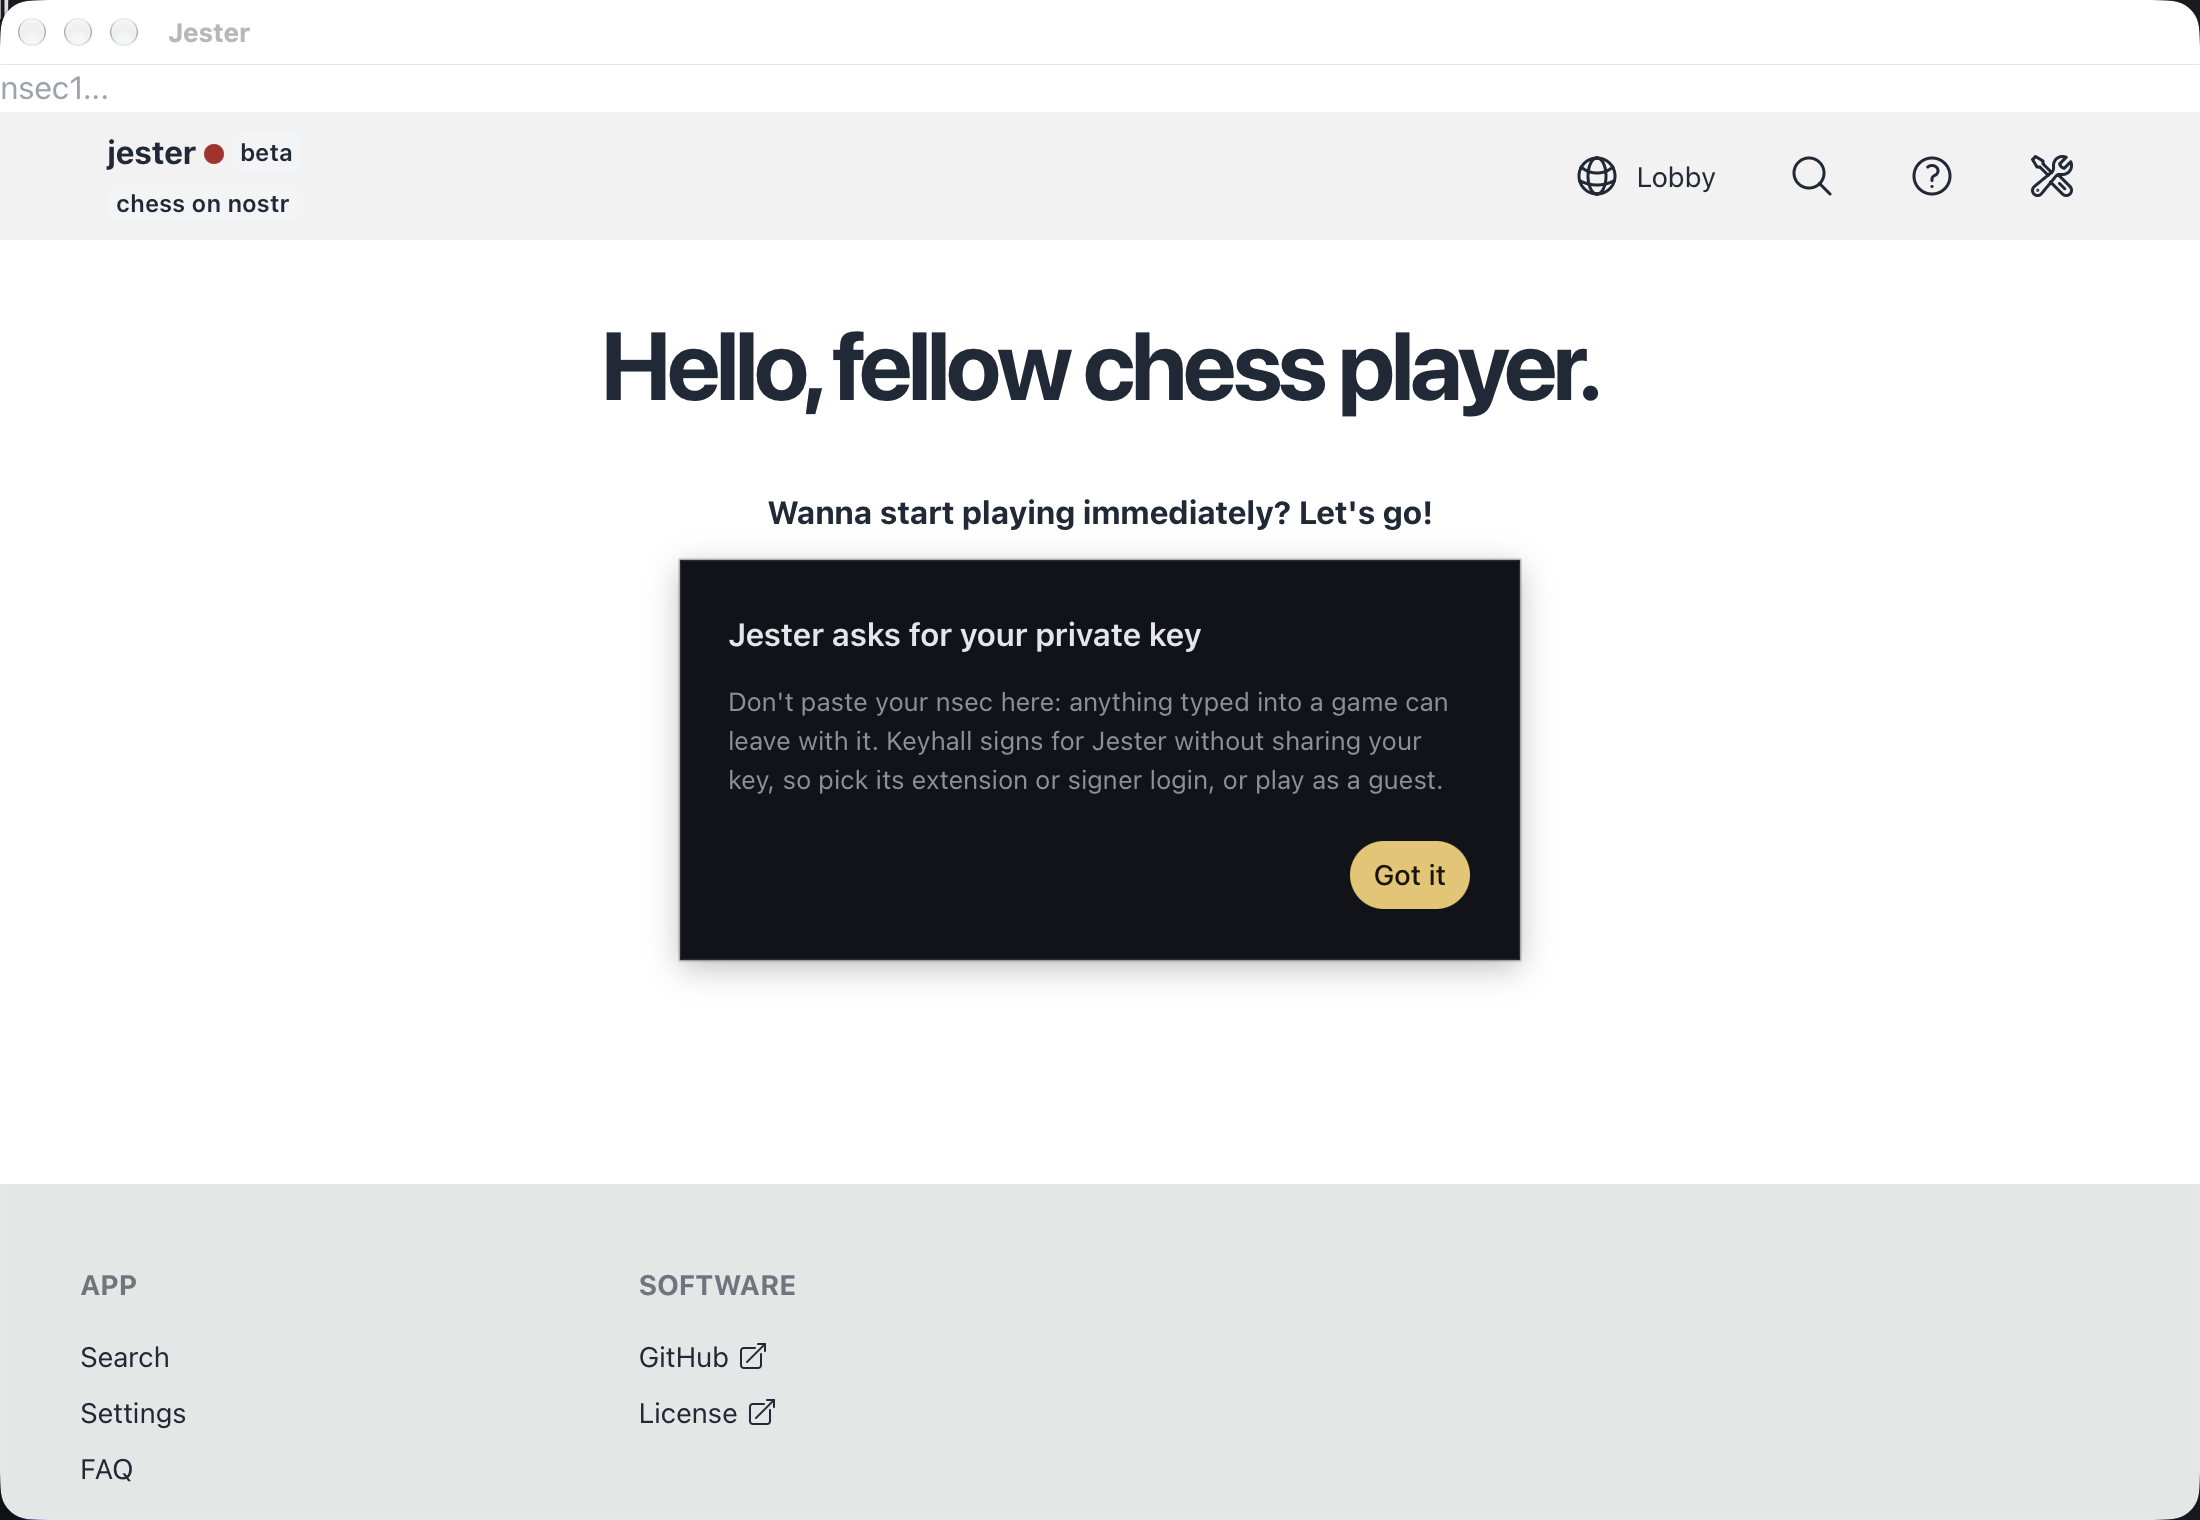 Jester
nsec1...
jester beta
chess on nostr
Lobby
Hello, fellow chess player.
Wanna start playing immediately? Let's go!
Jester asks for your private key
Don't paste your nsec here: anything typed into a game can
leave with it. Keyhall signs for Jester without sharing your
key, so pick its extension or signer login, or play as a guest.
Got it
APP
Search
Settings
FAQ
SOFTWARE
GitHub
License